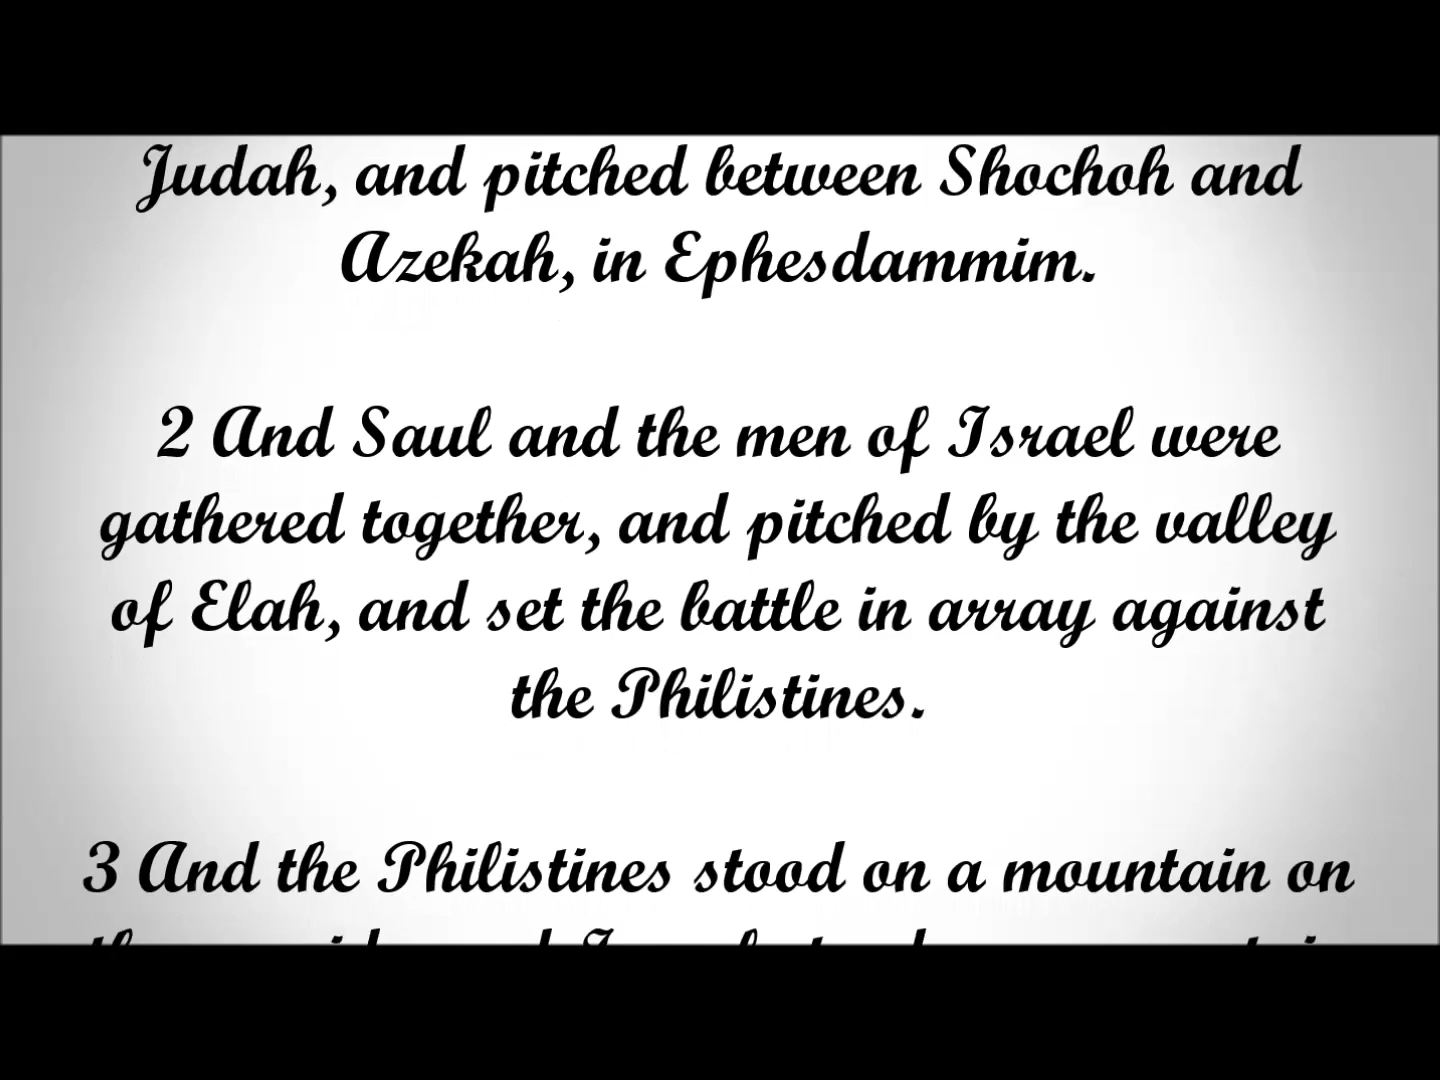 Judah, and pitched between Shochoh and
Azekah, in Ephesdammim.
2 And Saul and the men of Israel were
gathered together, and pitched by the valley
of Elah, and set the battle in array against
the Philistines.
3 And the Philistines stood on a mountain on